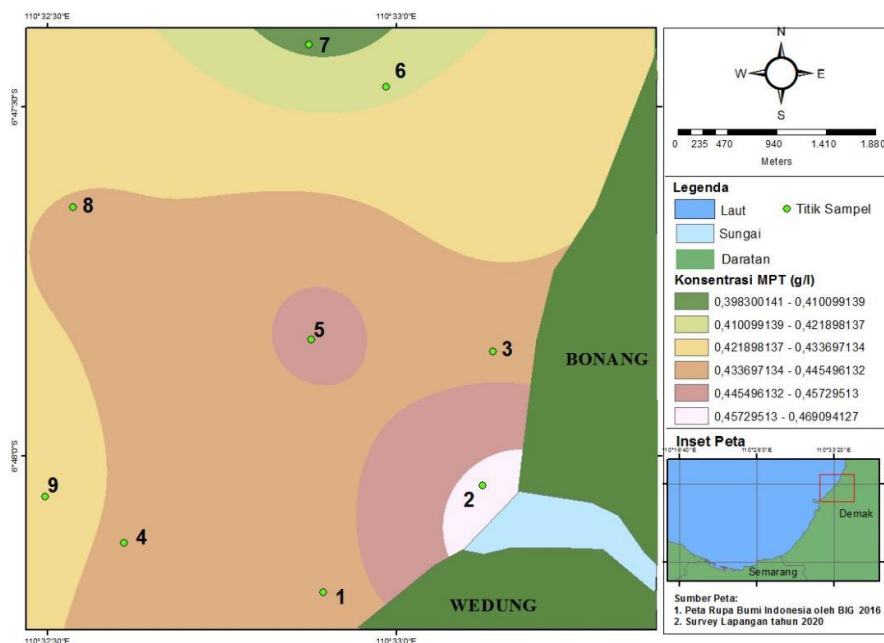 110°32'30"E
110°33'0"E
6°47'30"S
6°48'0"S
7
6
8
5
3
BONANG
9
2
4
1
WEDUNG
110°32'30"E
110°33'0"E
N
W
E
S
0 235 470 940 1.410 1.880
Meters
Legenda
Laut
Titik Sampel
Sungai
Daratan
Konsentrasi MPT (g/l)
0,398300141 - 0,410099139
0,410099139 - 0,421898137
0,421898137 - 0,433697134
0,433697134 - 0,445496132
0,445496132 - 0,45729513
0,45729513 - 0,469094127
Inset Peta
Demak
Semarang
Sumber Peta:
1. Peta Rupa Bumi Indonesia oleh BIG 2016
2. Survey Lapangan tahun 2020